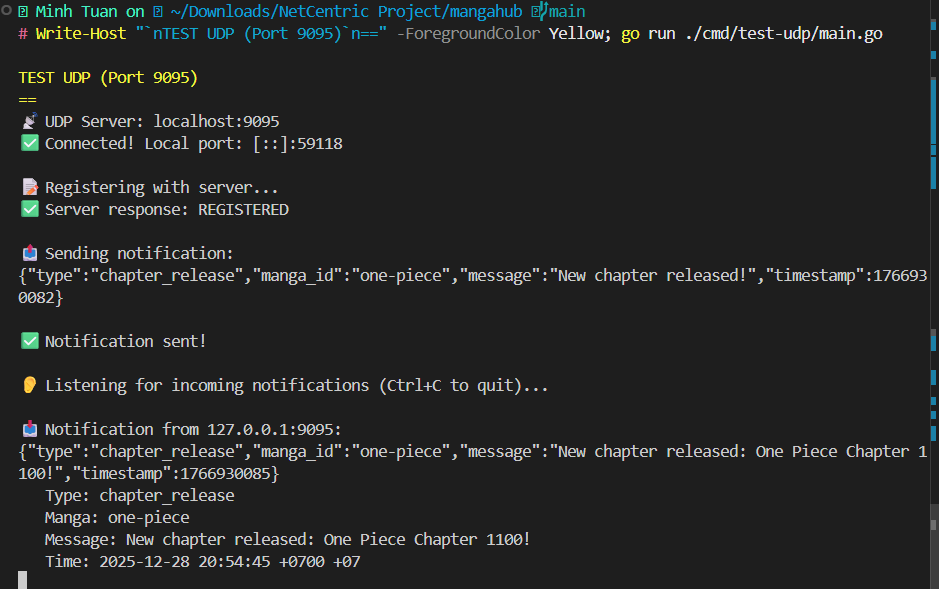 Minh Tuan on ~/Downloads/NetCentric Project/mangahub main
# Write-Host "`nTEST UDP (Port 9095)`n==" -ForegroundColor Yellow; go run ./cmd/test-udp/main.go
TEST UDP (Port 9095)
==
📡 UDP Server: localhost:9095
✅ Connected! Local port: [::]:59118
📝 Registering with server...
✅ Server response: REGISTERED
📤 Sending notification:
{"type":"chapter_release","manga_id":"one-piece","message":"New chapter released!","timestamp":176693
0082}
✅ Notification sent!
👂 Listening for incoming notifications (Ctrl+C to quit)...
📥 Notification from 127.0.0.1:9095:
{"type":"chapter_release","manga_id":"one-piece","message":"New chapter released: One Piece Chapter 1
100!","timestamp":1766930085}
Type: chapter_release
Manga: one-piece
Message: New chapter released: One Piece Chapter 1100!
Time: 2025-12-28 20:54:45 +0700 +07